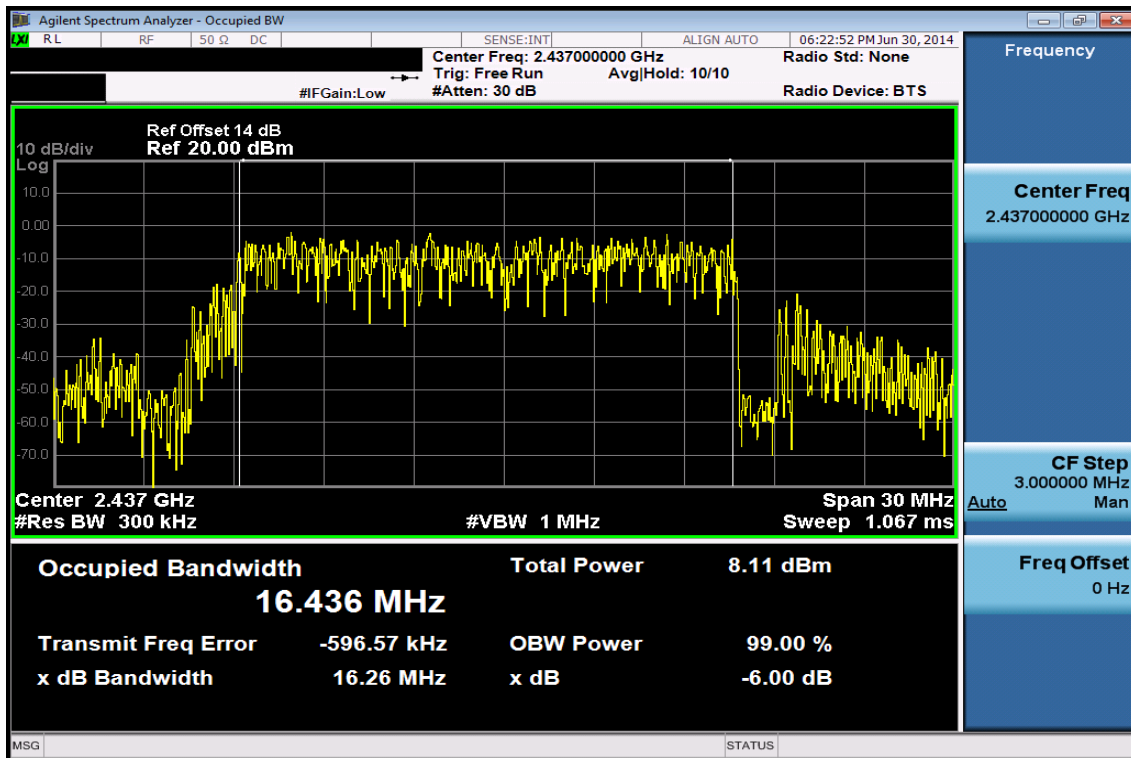 Agilent Spectrum Analyzer - Occupied BW
LXI RL RF 50 Ω DC SENSE:INT ALIGN AUTO 06:22:52 PM Jun 30, 2014
Center Freq: 2.437000000 GHz Radio Std: None
Trig: Free Run Avg|Hold: 10/10
#IFGain:Low #Atten: 30 dB Radio Device: BTS
Ref Offset 14 dB
10 dB/div Ref 20.00 dBm
Log
10.0
0.00
-10.0
-20.0
-30.0
-40.0
-50.0
-60.0
-70.0
Center 2.437 GHz Span 30 MHz
#Res BW 300 kHz #VBW 1 MHz Sweep 1.067 ms
Occupied Bandwidth Total Power 8.11 dBm
16.436 MHz
Transmit Freq Error -596.57 kHz OBW Power 99.00 %
x dB Bandwidth 16.26 MHz x dB -6.00 dB
MSG STATUS
Frequency
Center Freq
2.437000000 GHz
CF Step
3.000000 MHz
Auto Man
Freq Offset
0 Hz